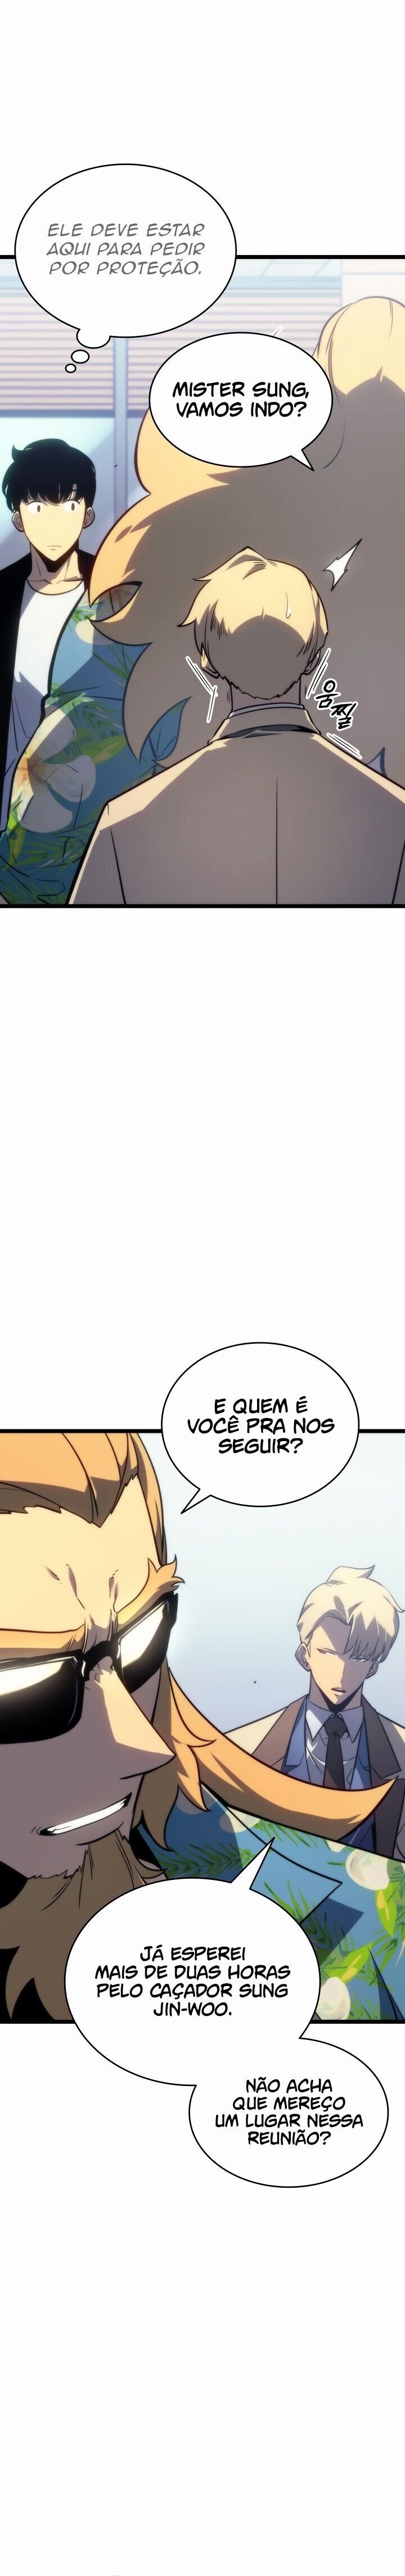 ELE DEVE ESTAR
AQUI PARA PEDIR
POR PROTEÇÃO.
MISTER SUNG,
VAMOS INDO?
움찔
E QUEM É
VOCÊ PRA NOS
SEGUIR?
JÁ ESPEREI
MAIS DE DUAS HORAS
PELO CAÇADOR SUNG
JIN-WOO.
NÃO ACHA
QUE MEREÇO
UM LUGAR NESSA
REUNIÃO?